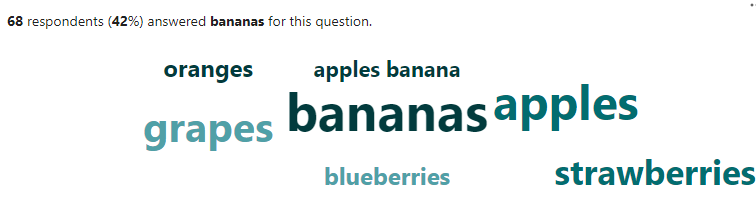 68 respondents (42%) answered bananas for this question.
oranges
apples banana
bananas
apples
grapes
blueberries
strawberries